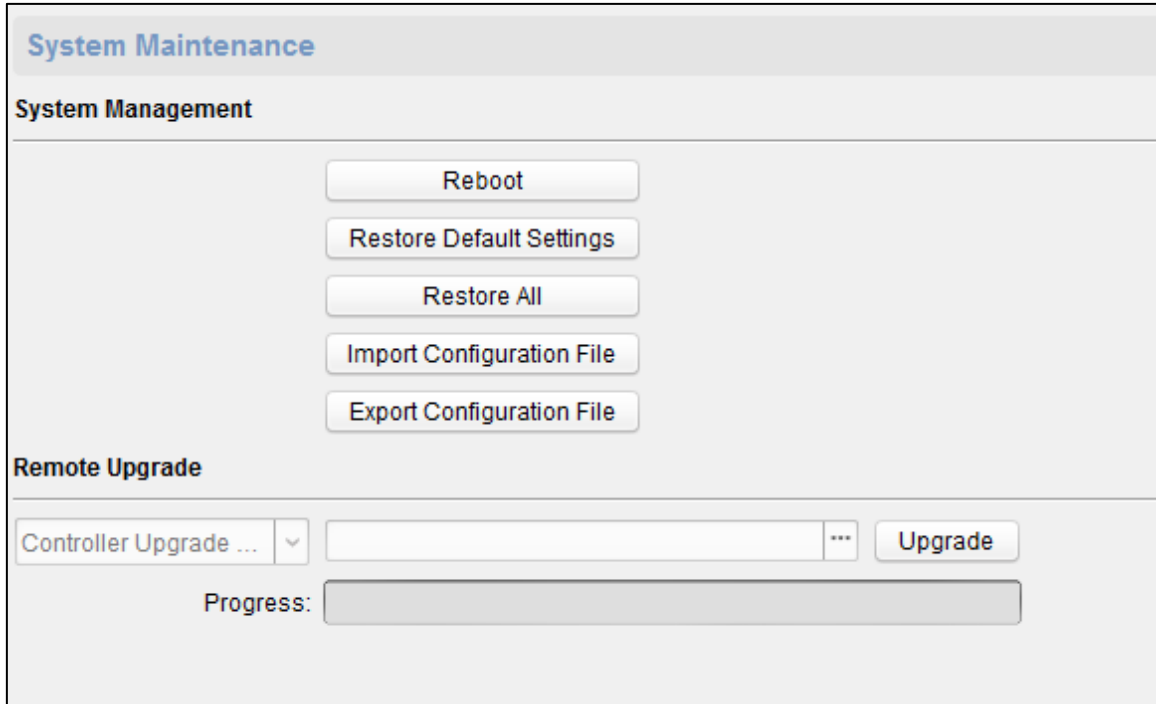 System Maintenance
System Management
Reboot
Restore Default Settings
Restore All
Import Configuration File
Export Configuration File
Remote Upgrade
Controller Upgrade ... ... Upgrade
Progress: